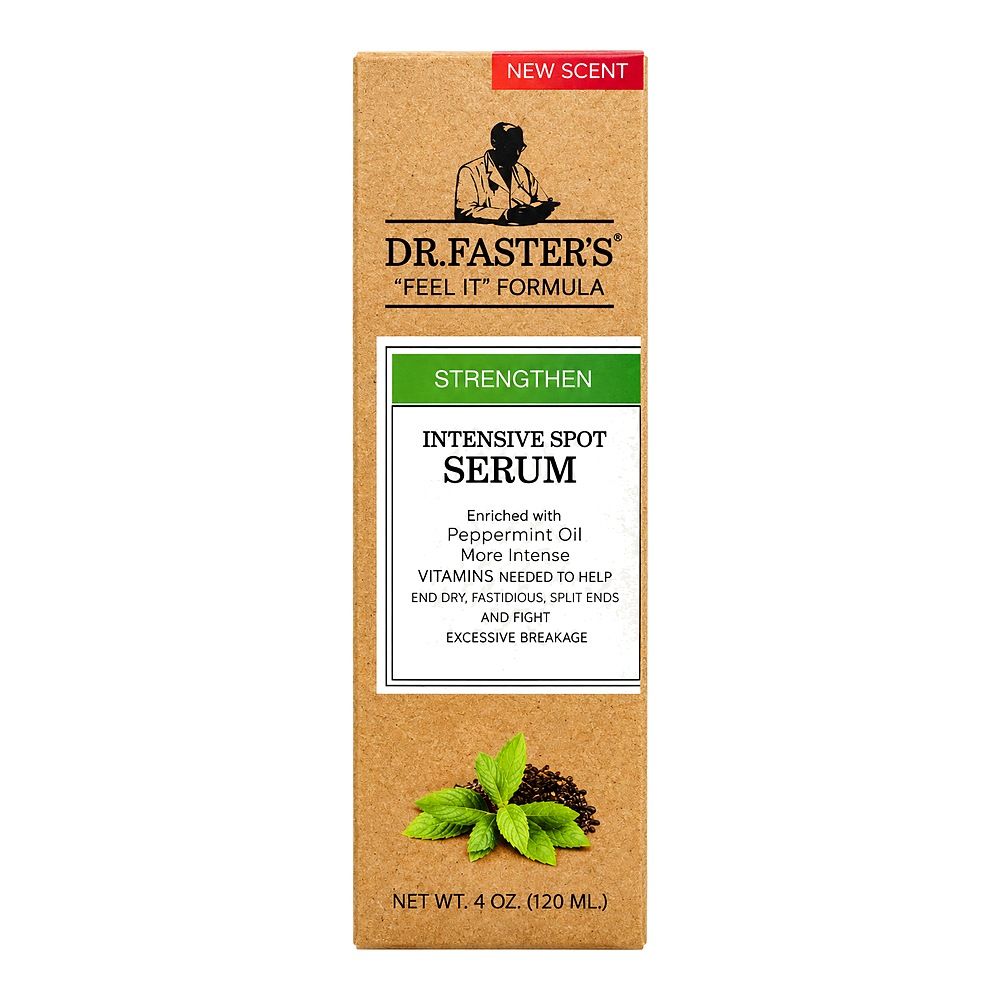 NEW SCENT
DR.FASTER'S®
"FEEL IT" FORMULA
STRENGTHEN
INTENSIVE SPOT
SERUM
Enriched with
Peppermint Oil
More Intense
VITAMINS NEEDED TO HELP
END DRY, FASTIDIOUS, SPLIT ENDS
AND FIGHT
EXCESSIVE BREAKAGE
NET WT. 4 OZ. (120 ML.)